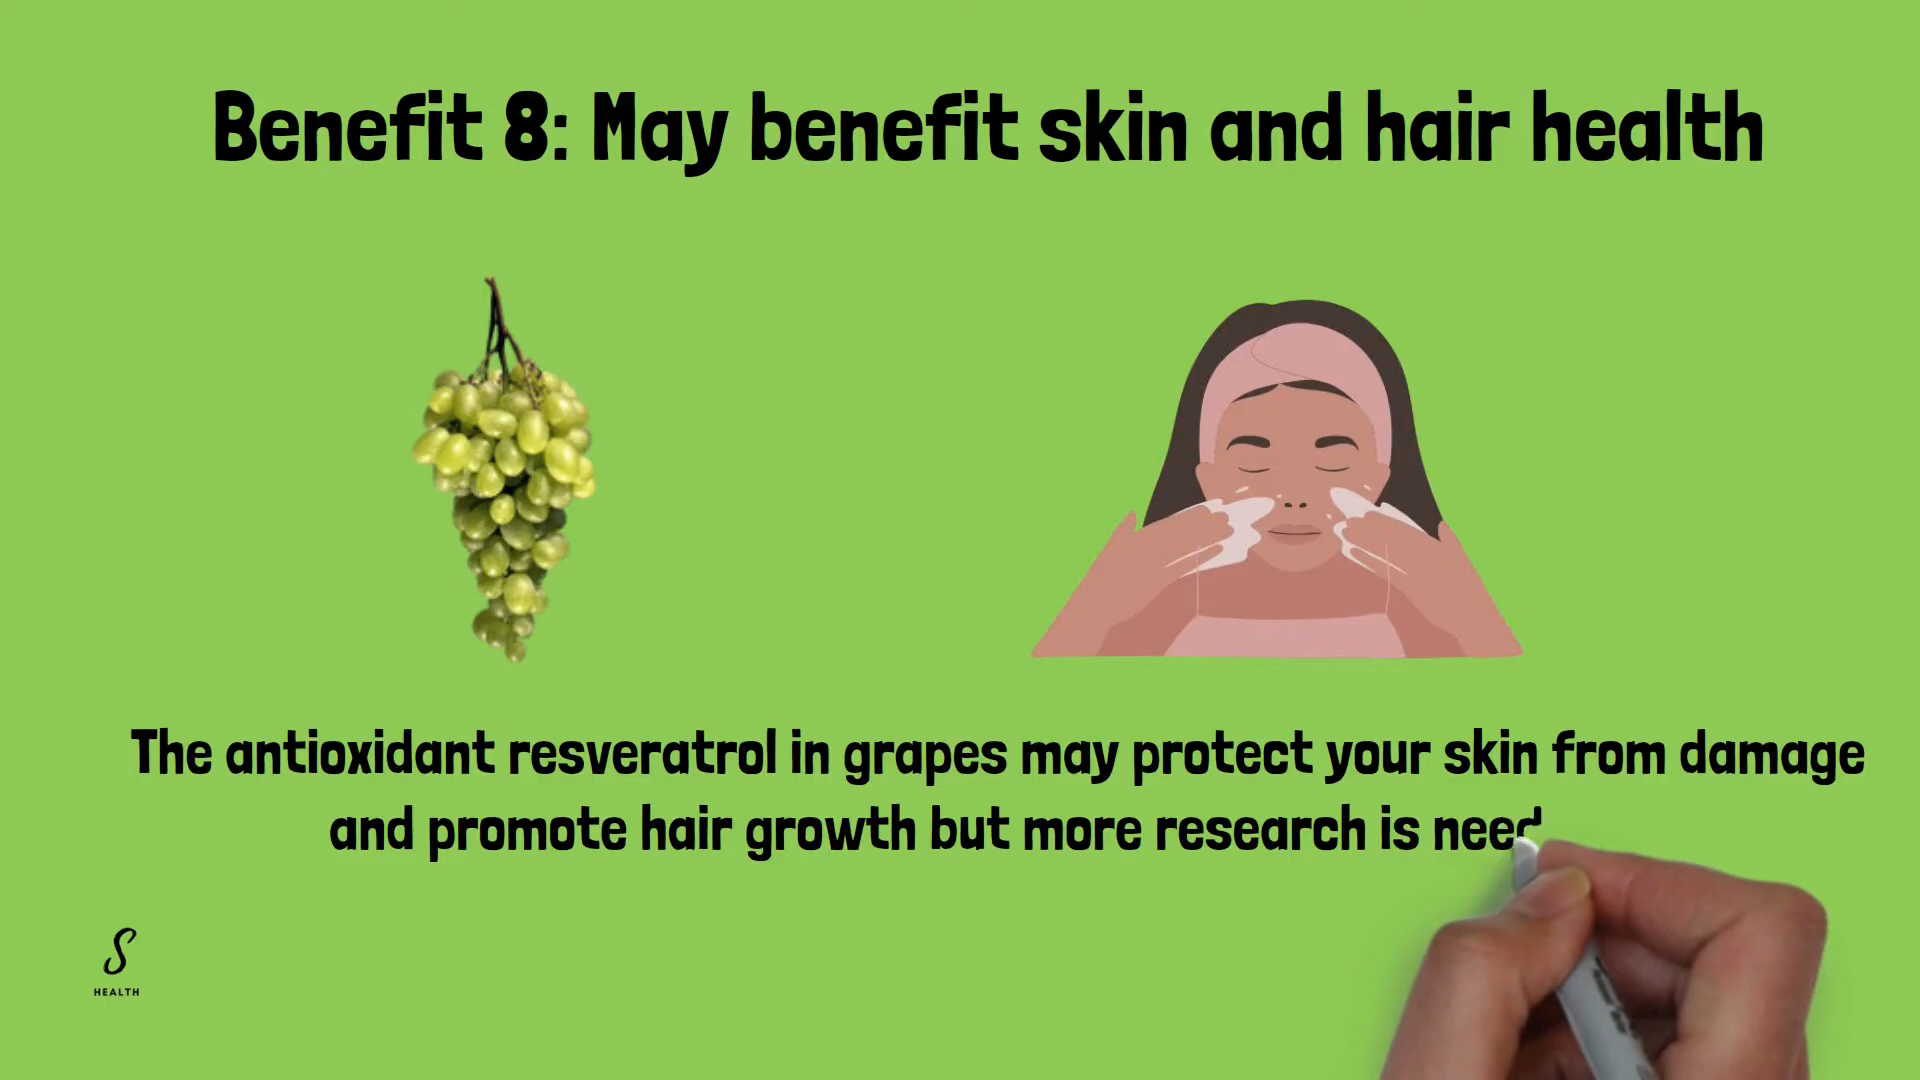 Benefit 8: May benefit skin and hair health
The antioxidant resveratrol in grapes may protect your skin from damage
and promote hair growth but more research is need
S
HEALTH